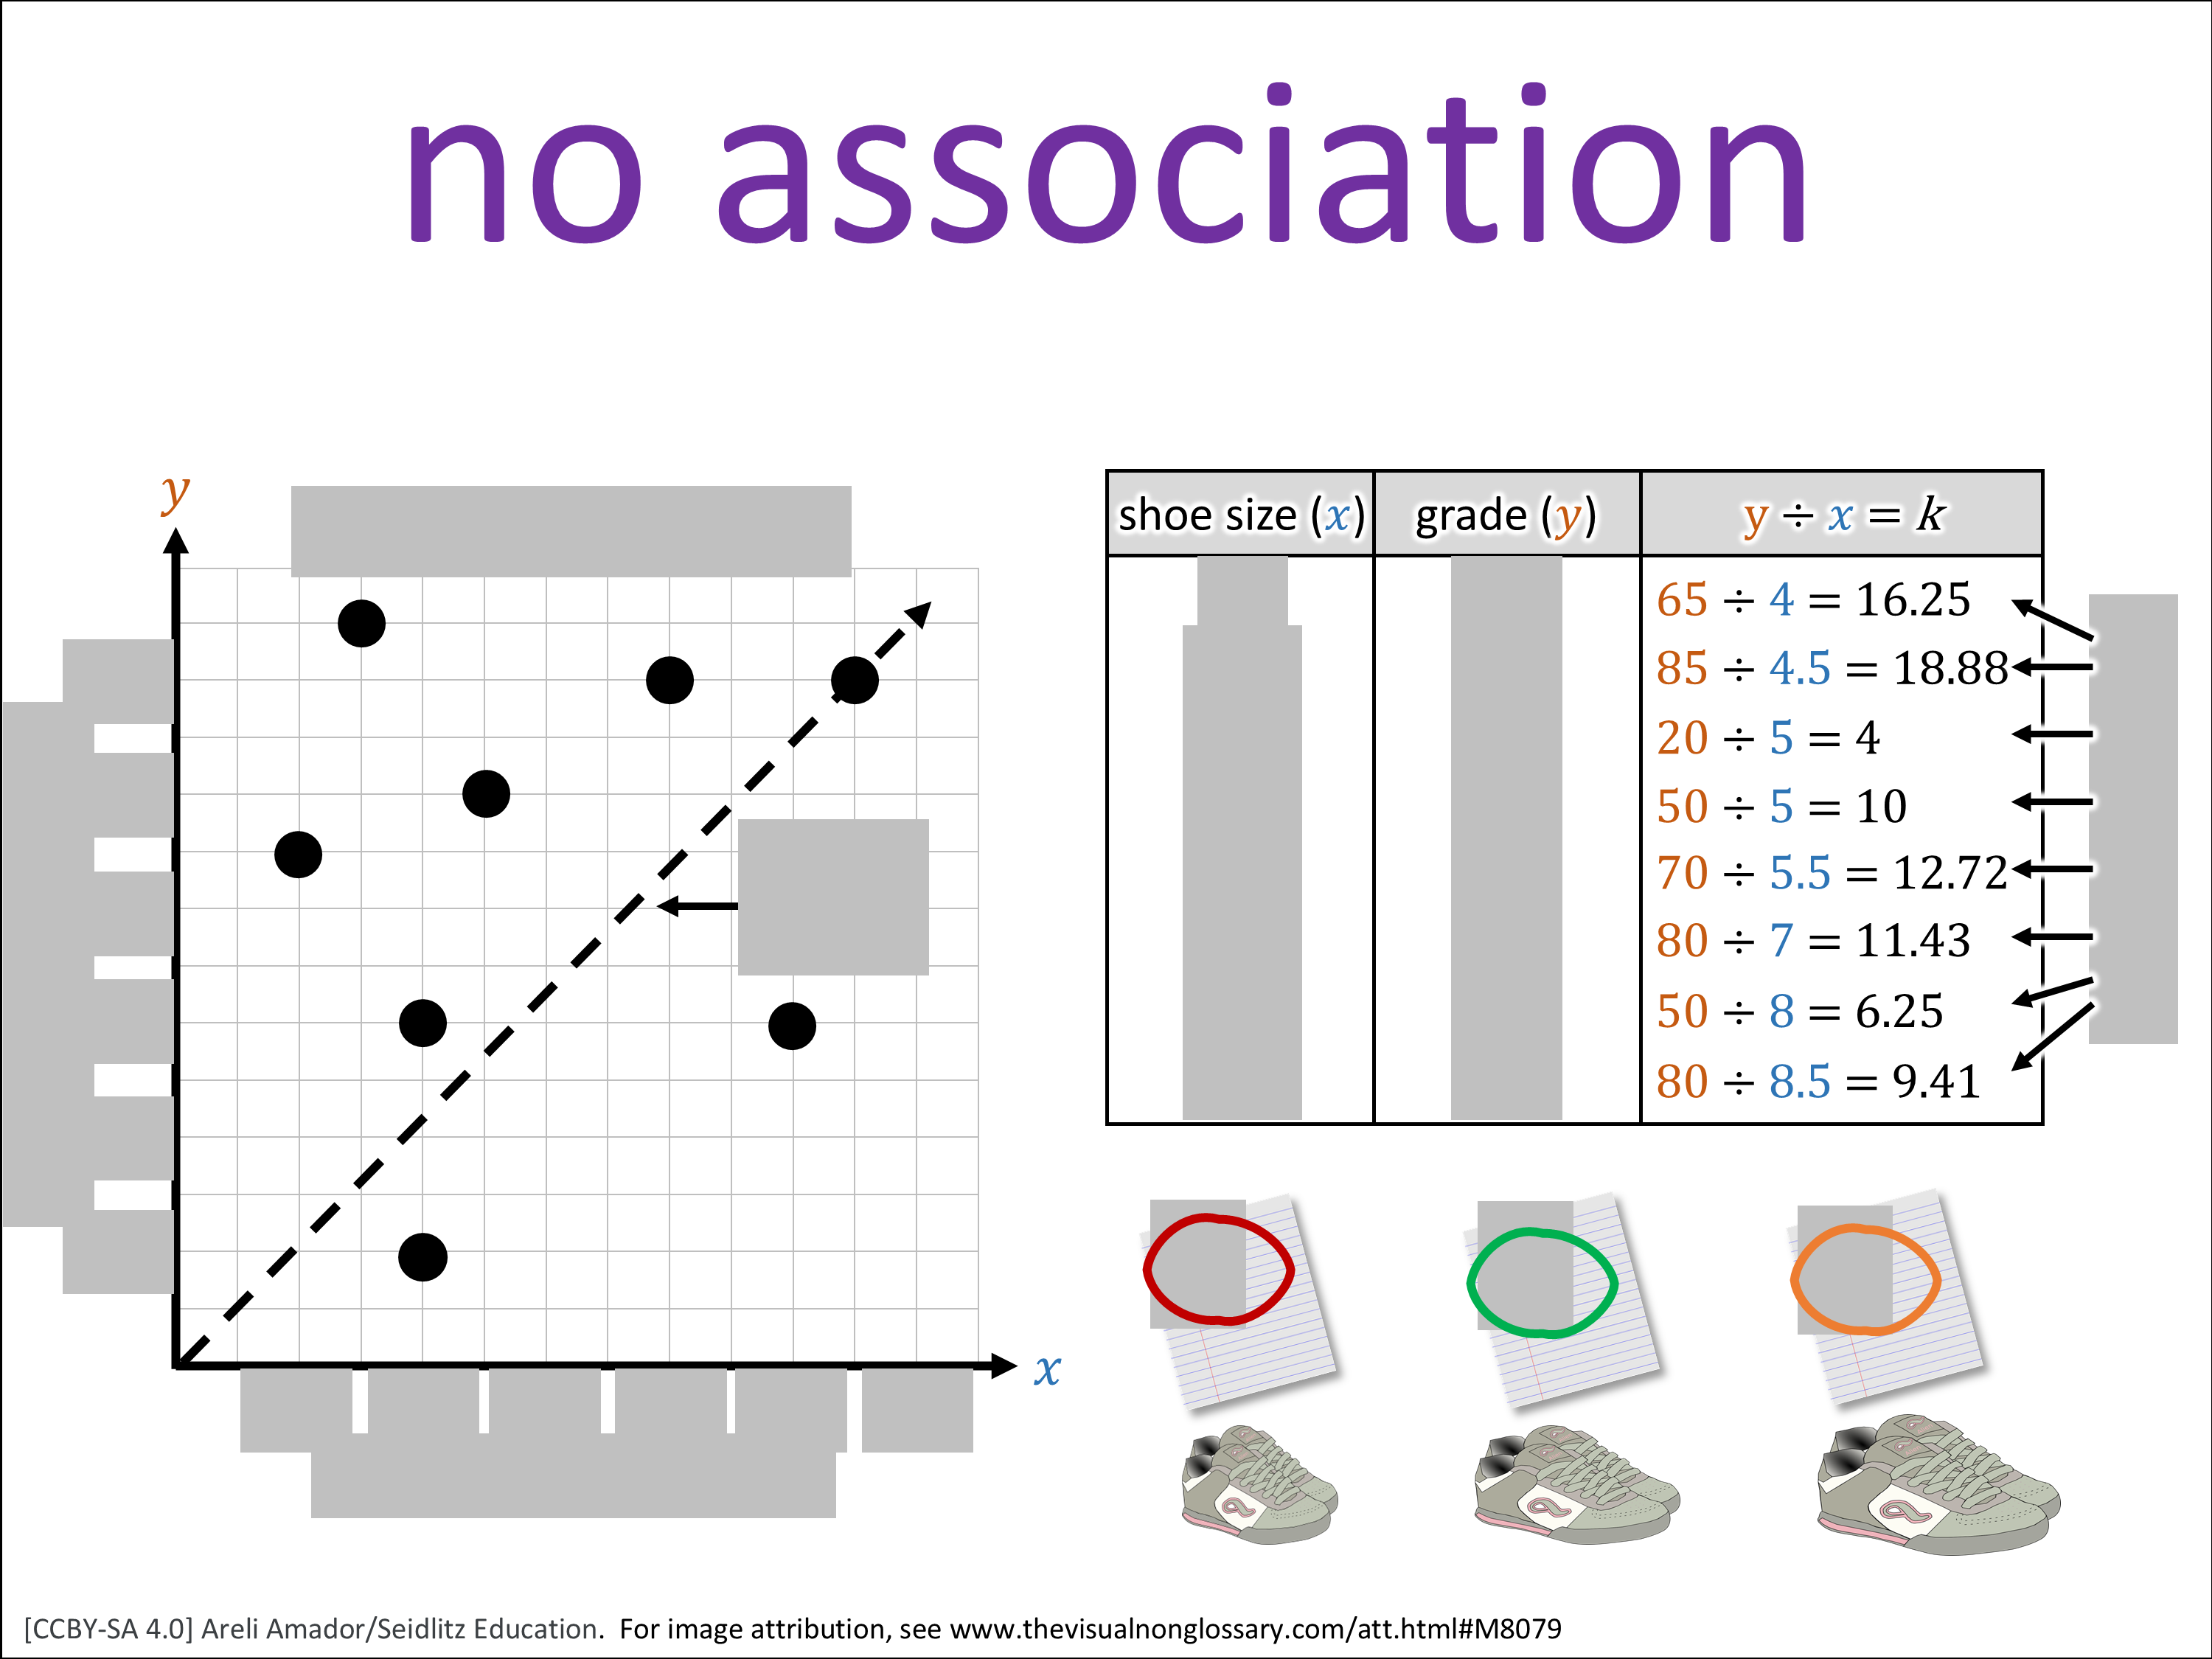 no association
y
x
shoe size (x) grade (y) y ÷ x = k
65 ÷ 4 = 16.25
85 ÷ 4.5 = 18.88
20 ÷ 5 = 4
50 ÷ 5 = 10
70 ÷ 5.5 = 12.72
80 ÷ 7 = 11.43
50 ÷ 8 = 6.25
80 ÷ 8.5 = 9.41
[CCBY-SA 4.0] Areli Amador/Seidlitz Education. For image attribution, see www.thevisualnonglossary.com/att.html#M8079